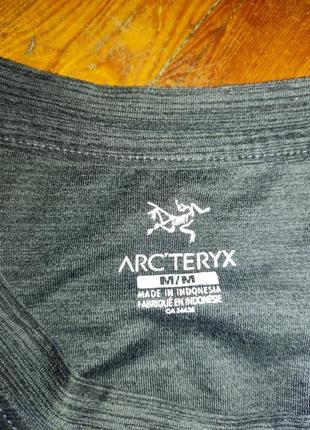 ARC'TERYX
M/M
MADE IN INDONESIA
FABRIQUÉ EN INDONÉSIE